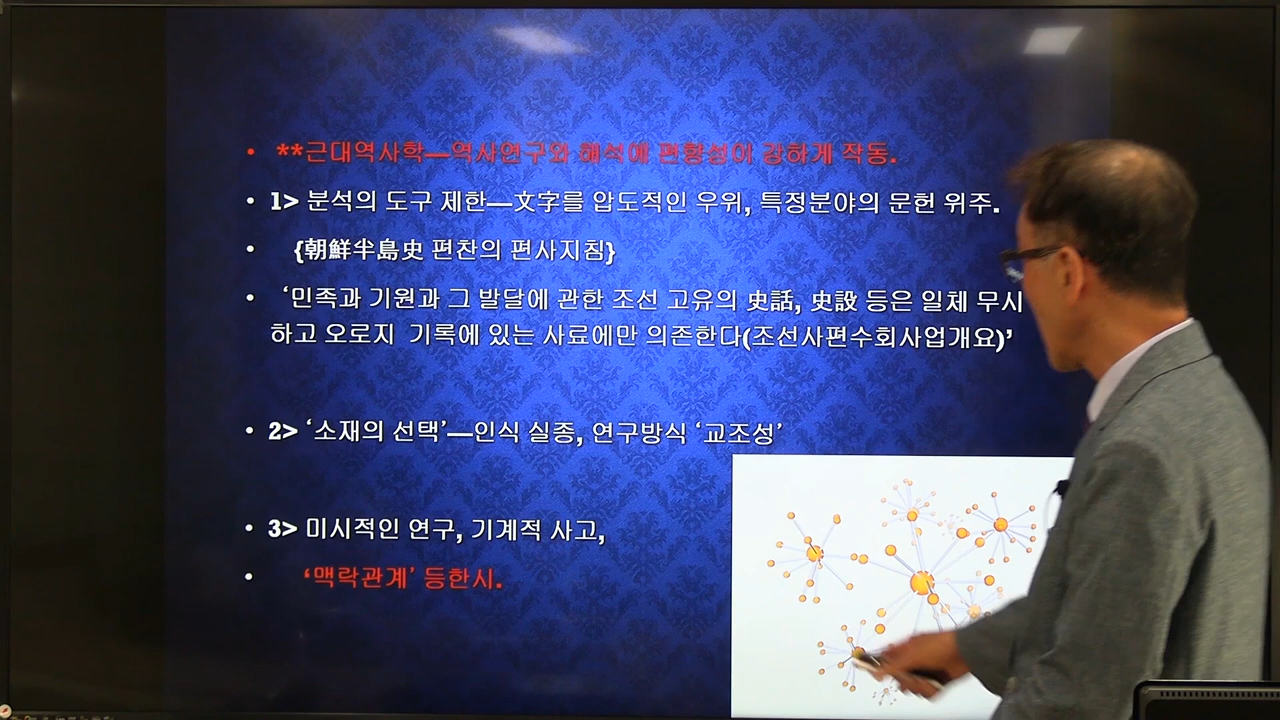 • **근대역사학—역사연구와 해석에 편향성이 강하게 작동.
• 1> 분석의 도구 제한—文字를 압도적인 우위, 특정분야의 문헌 위주.
• {朝鮮半島史 편찬의 편사지침}
• ‘민족과 기원과 그 발달에 관한 조선 고유의 史話, 史設 등은 일체 무시
하고 오로지 기록에 있는 사료에만 의존한다(조선사편수회사업개요)’
• 2> ‘소재의 선택’—인식 실종, 연구방식 ‘교조성’
• 3> 미시적인 연구, 기계적 사고,
• ‘맥락관계’ 등한시.